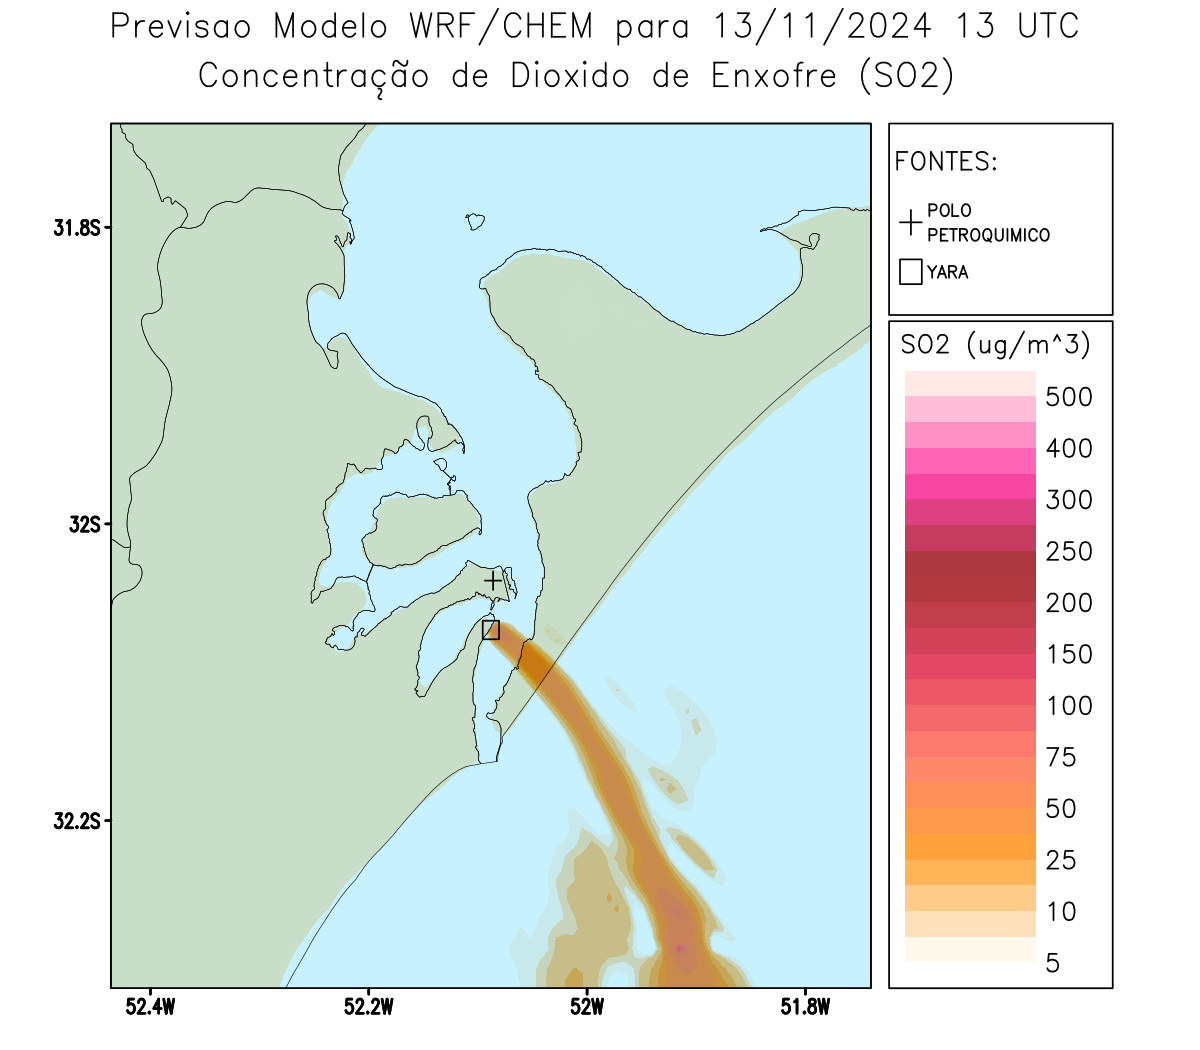 Previsao Modelo WRF/CHEM para 13/11/2024 13 UTC
Concentração de Dioxido de Enxofre (SO2)
FONTES:
POLO
PETROQUIMICO
YARA
SO2 (ug/m^3)
500
400
300
250
200
150
100
75
50
25
10
5
31.8S
32S
32.2S
52.4W
52.2W
52W
51.8W